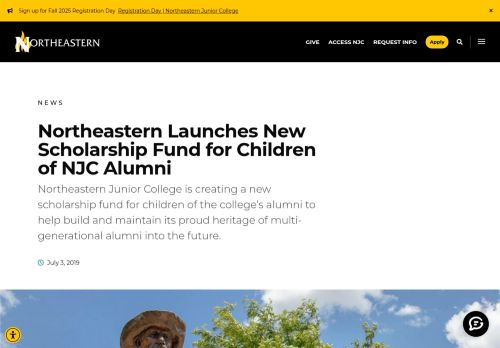 Sign up for Fall 2025 Registration Day Registration Day | Northeastern Junior College ×
NORTHEASTERN
GIVE ACCESS NJC REQUEST INFO Apply
NEWS
Northeastern Launches New
Scholarship Fund for Children
of NJC Alumni
Northeastern Junior College is creating a new
scholarship fund for children of the college's alumni to
help build and maintain its proud heritage of multi-
generational alumni into the future.
July 3, 2019